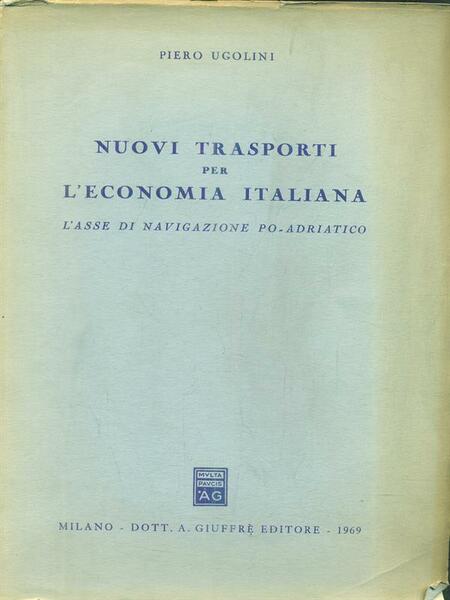 PIERO UGOLINI
NUOVI TRASPORTI
PER
L'ECONOMIA ITALIANA
L'ASSE DI NAVIGAZIONE PO-ADRIATICO
MVLTA
PAVCIS
AG
MILANO - DOTT. A. GIUFFRÈ EDITORE - 1969